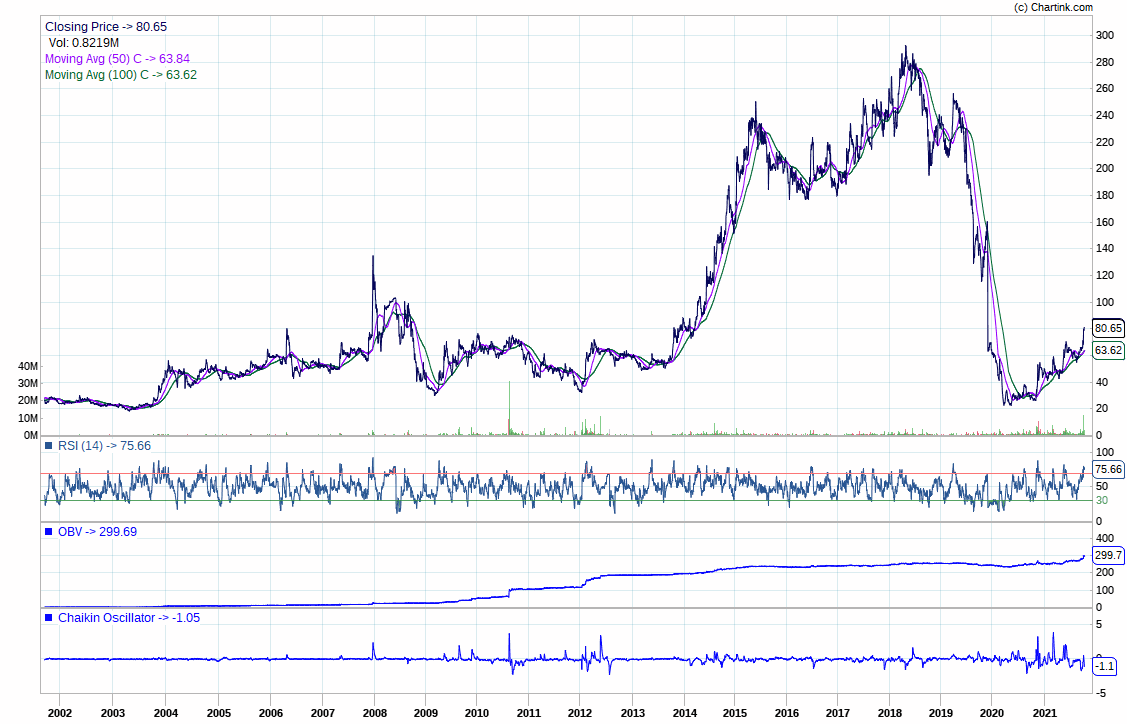 (c) Chartink.com
Closing Price -> 80.65
Vol: 0.8219M
Moving Avg (50) C -> 63.84
Moving Avg (100) C -> 63.62
300
280
260
240
220
200
180
160
140
120
100
80.65
63.62
40
20
0
40M
30M
20M
10M
0M
RSI (14) -> 75.66
100
75.66
50
30
0
OBV -> 299.69
400
299.7
200
100
0
Chaikin Oscillator -> -1.05
5
0
-1.1
-5
2002 2003 2004 2005 2006 2007 2008 2009 2010 2011 2012 2013 2014 2015 2016 2017 2018 2019 2020 2021